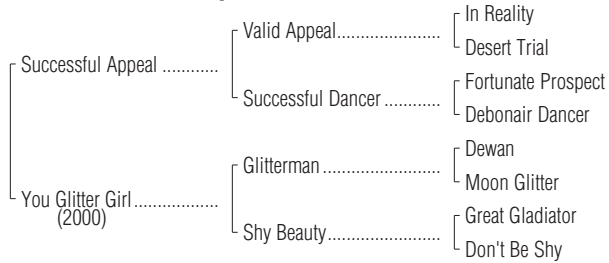 In Reality
Valid Appeal..................
Desert Trial
Successful Appeal ............
Fortunate Prospect
Successful Dancer ............
Debonair Dancer
Dewan
Glitterman .....................
Moon Glitter
You Glitter Girl..................
(2000)
Great Gladiator
Shy Beauty.....................
Don't Be Shy